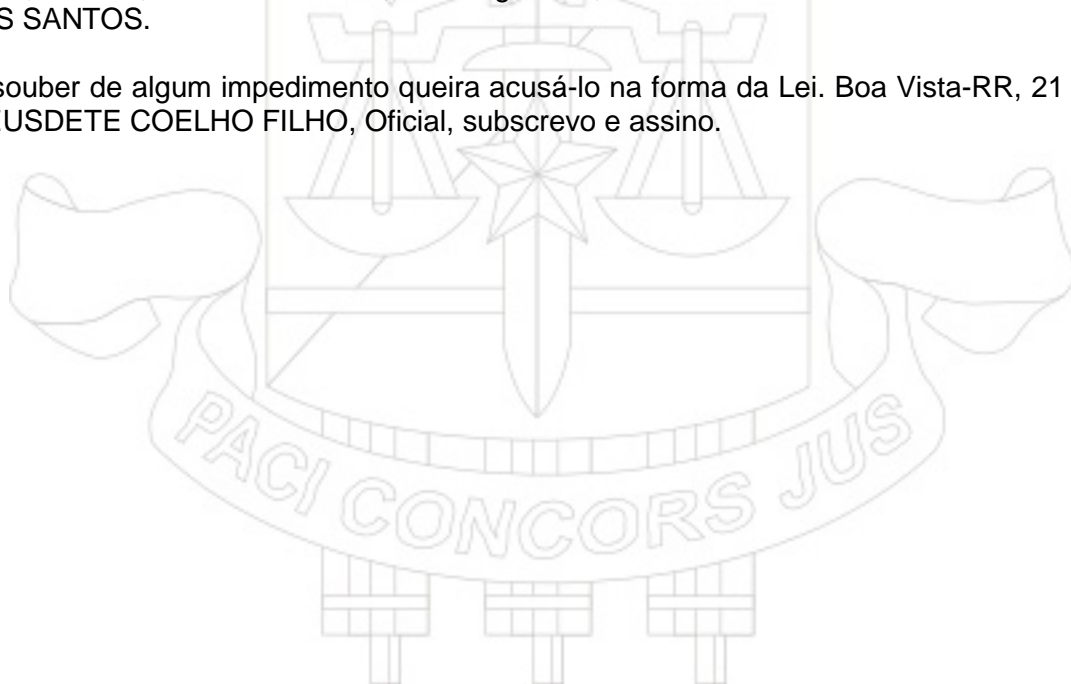 S SANTOS.
souber de algum impedimento queira acusá-lo na forma da Lei. Boa Vista-RR, 21
EUSDETE COELHO FILHO, Oficial, subscrevo e assino.
PACI CONCORS JUS